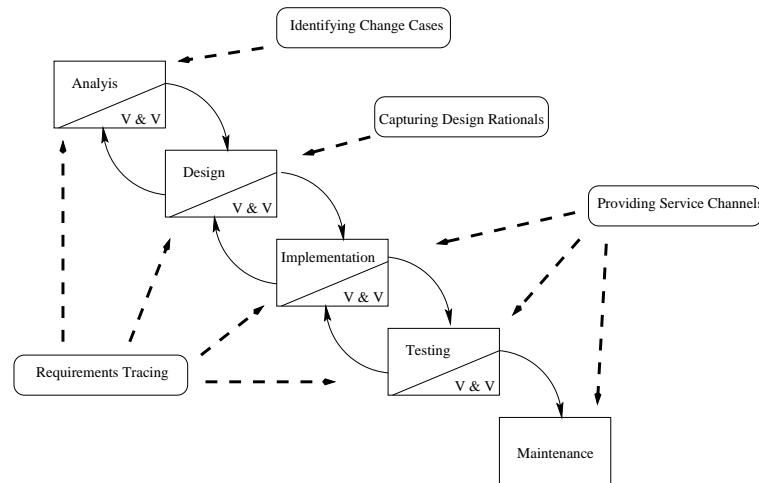 Identifying Change Cases
Analyis
V & V
Capturing Design Rationals
Design
V & V
Providing Service Channels
Implementation
V & V
Testing
V & V
Requirements Tracing
Maintenance